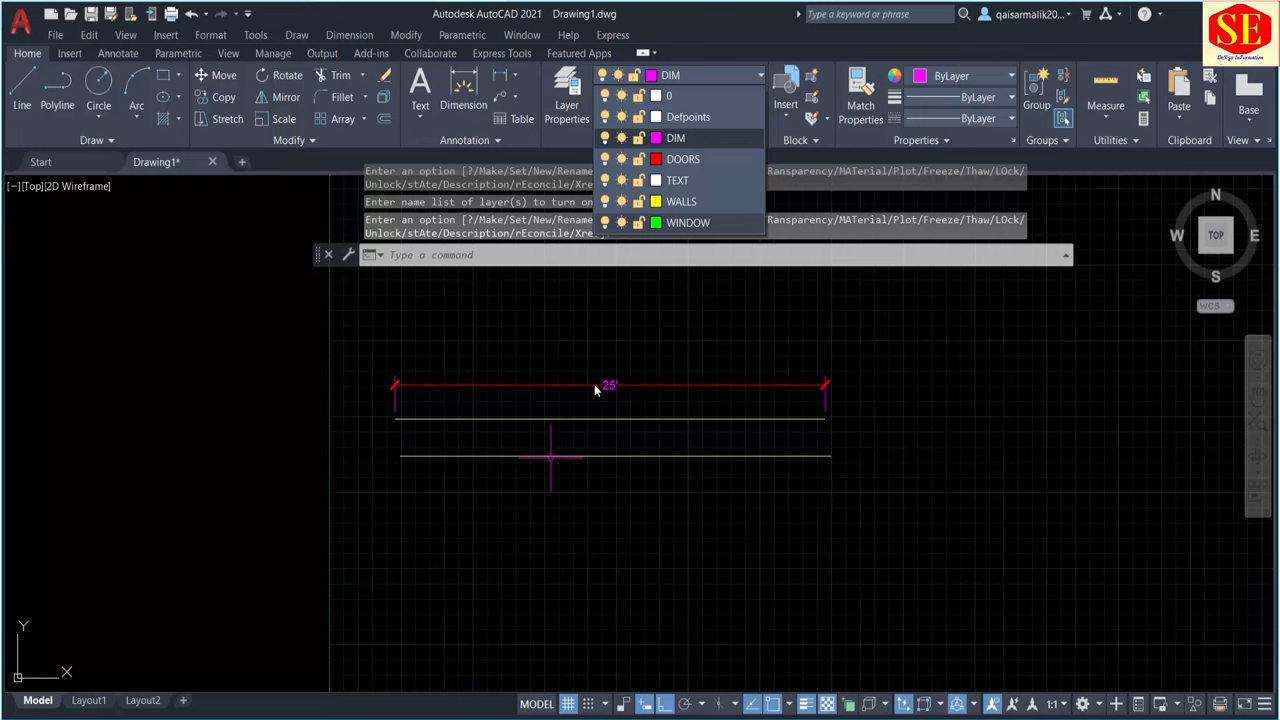 Autodesk AutoCAD 2021 Drawing1.dwg
Type a keyword or phrase
qaisarmalik20...
SE
DeSign InFormation
File Edit View Insert Format Tools Draw Dimension Modify Parametric Window Help Express
Home Insert Annotate Parametric View Manage Output Add-ins Collaborate Express Tools Featured Apps
Line Polyline Circle Arc
Move Rotate Trim
Copy Mirror Fillet
Stretch Scale Array
Text Dimension Table
Layer Properties
DIM
0
Defpoints
DIM
DOORS
TEXT
WALLS
WINDOW
Insert
Match Properties
ByLayer
ByLayer
ByLayer
Group Measure Paste Base
Draw Modify Annotation Block Properties Groups Utilities Clipboard View
Start Drawing1*
[−][Top][2D Wireframe]
Enter an option [?/Make/Set/New/Rename
Ransparency/MATerial/Plot/Freeze/Thaw/LOck/
Unlock/stAte/Description/rEconcile/Xre
Enter name list of layer(s) to turn on
Enter an option [?/Make/Set/New/Rename
Ransparency/MATerial/Plot/Freeze/Thaw/LOck/
Unlock/stAte/Description/rEconcile/Xre
Type a command
N
W TOP E
S
WCS
25'
Y
X
Model Layout1 Layout2
MODEL
1:1